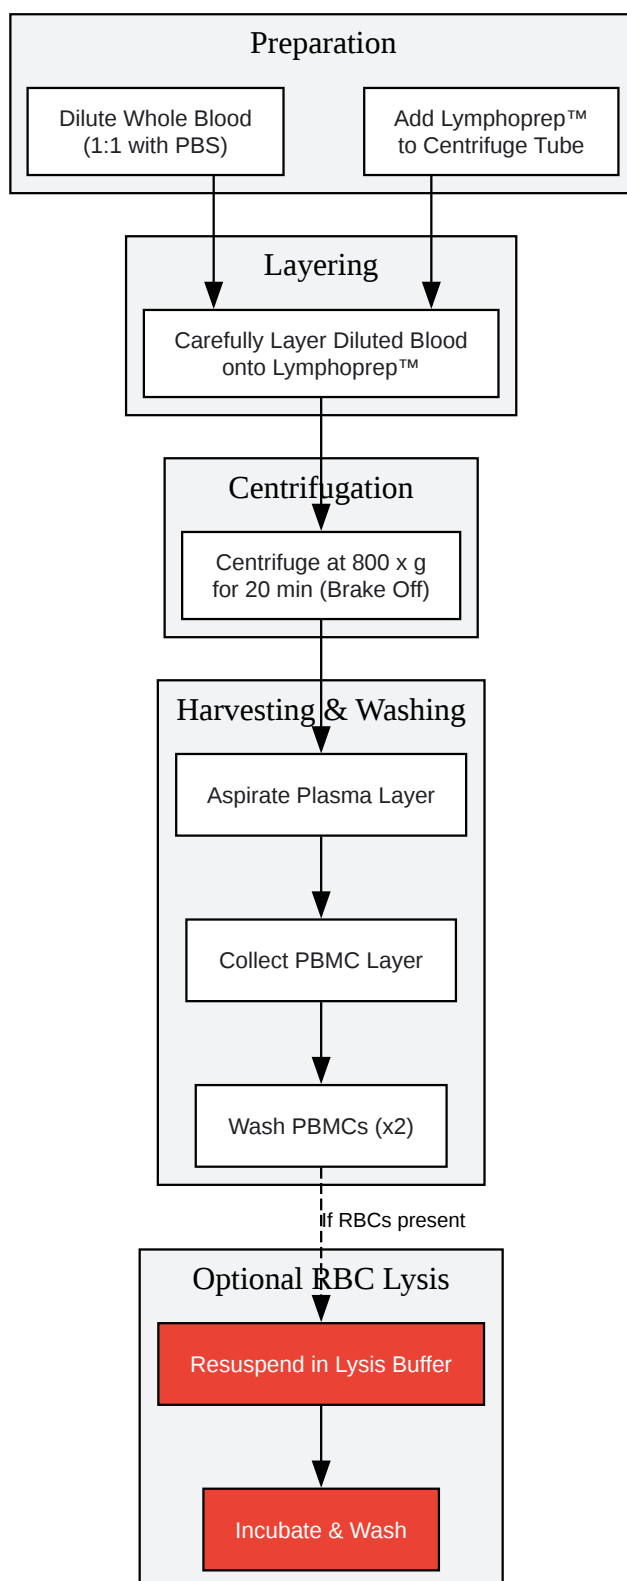 Preparation
Dilute Whole Blood
(1:1 with PBS)
Add Lymphoprep™
to Centrifuge Tube
Layering
Carefully Layer Diluted Blood
onto Lymphoprep™
Centrifugation
Centrifuge at 800 x g
for 20 min (Brake Off)
Harvesting & Washing
Aspirate Plasma Layer
Collect PBMC Layer
Wash PBMCs (x2)
If RBCs present
Optional RBC Lysis
Resuspend in Lysis Buffer
Incubate & Wash